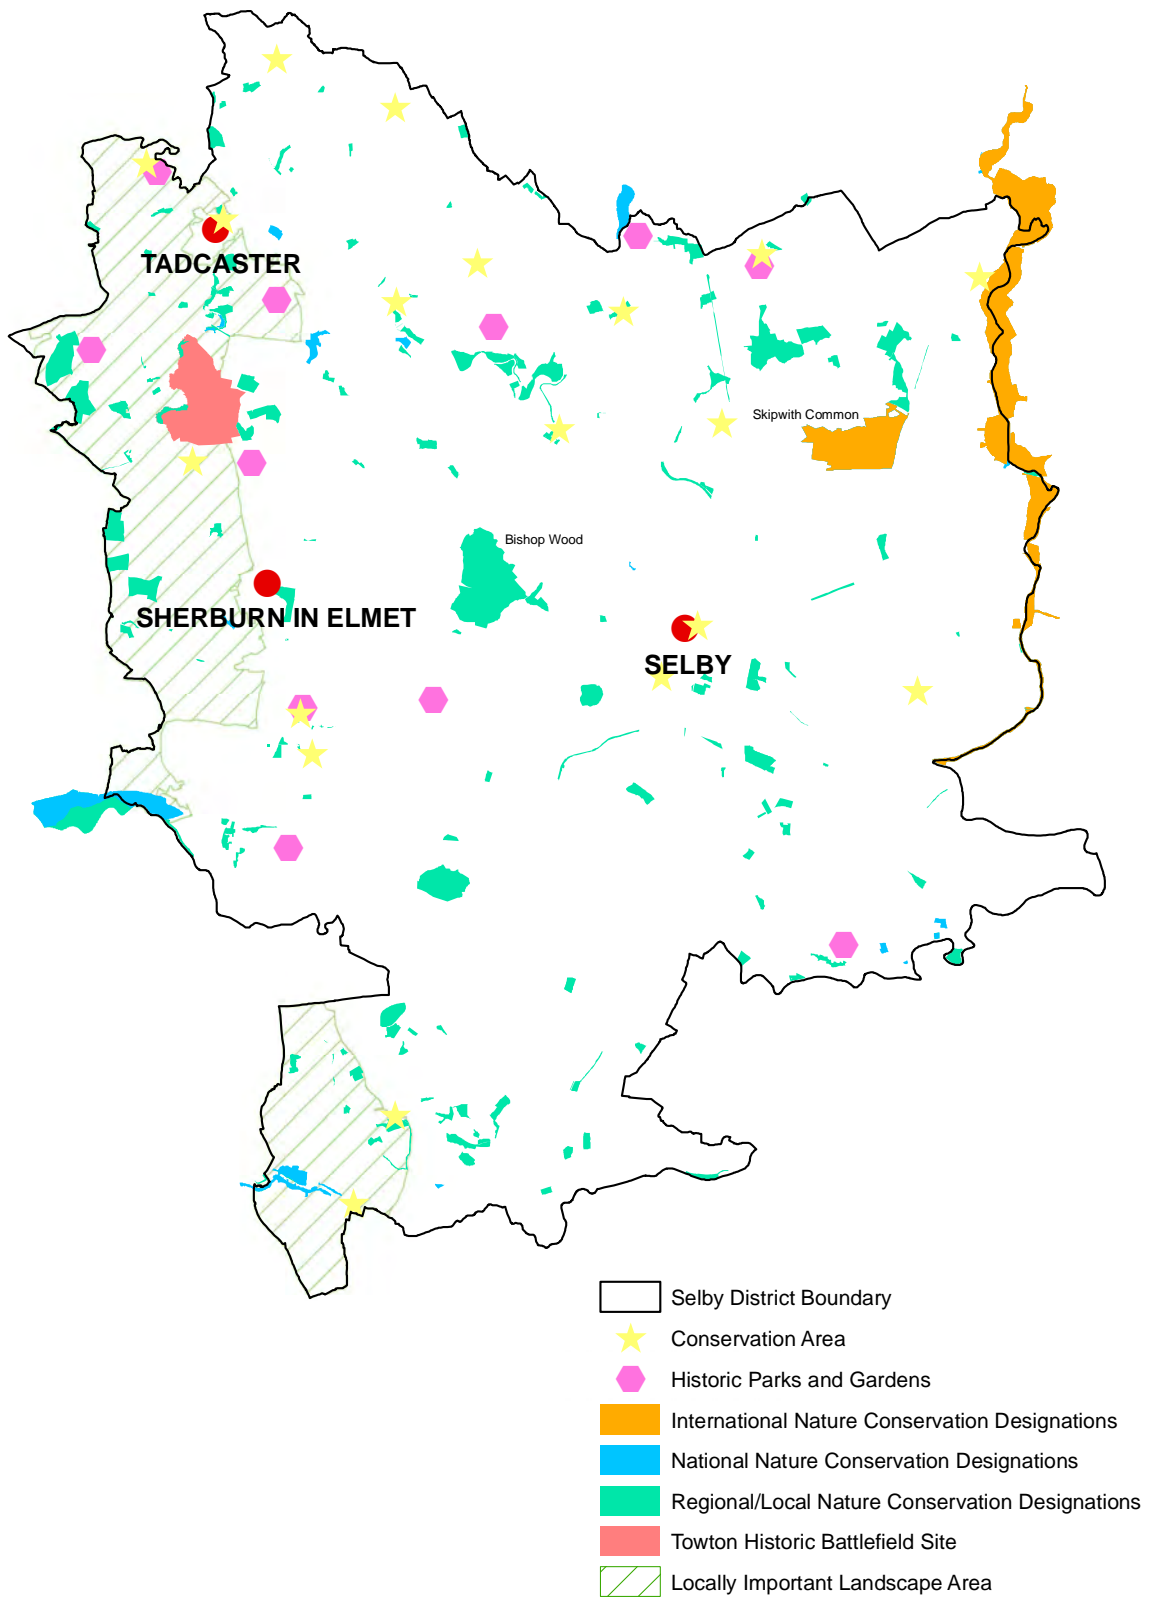 TADCASTER
Skipwith Common
Bishop Wood
SHERBURN IN ELMET
SELBY
Selby District Boundary
Conservation Area
Historic Parks and Gardens
International Nature Conservation Designations
National Nature Conservation Designations
Regional/Local Nature Conservation Designations
Towton Historic Battlefield Site
Locally Important Landscape Area